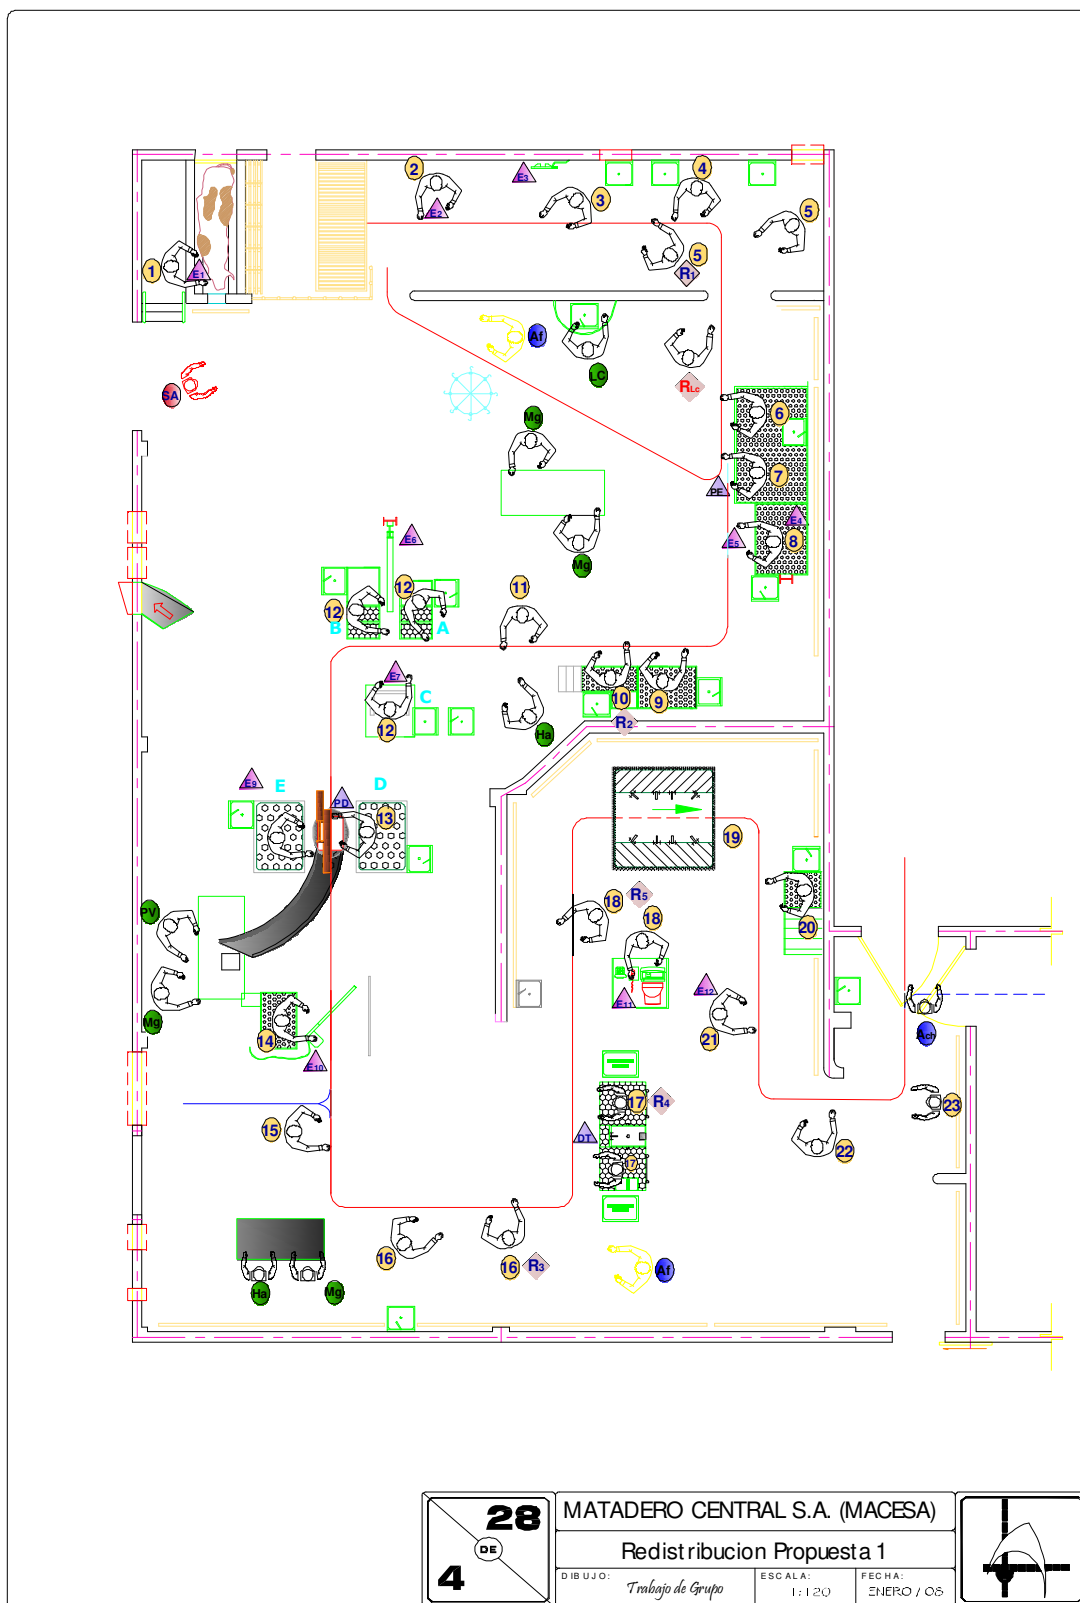 2
E3
4
E2
3
5
1
E1
5
R1
Af
LC
SA
RLc
Mg
6
7
PE
E4
E5
8
E6
Mg
12
12
11
B
A
E7
C
10
9
12
R2
Ha
E9
E
D
PD
13
19
R5
18
18
20
PV
E12
E11
Mg
21
14
Ach
E10
17
R4
23
15
DT
17
22
16
16
R3
Af
Ha
Mg
28
DE
4
MATADERO CENTRAL S.A. (MACESA)
Redistribucion Propuesta 1
DIBUJO:
Trabajo de Grupo
ESCALA:
1:120
FECHA:
ENERO / 08